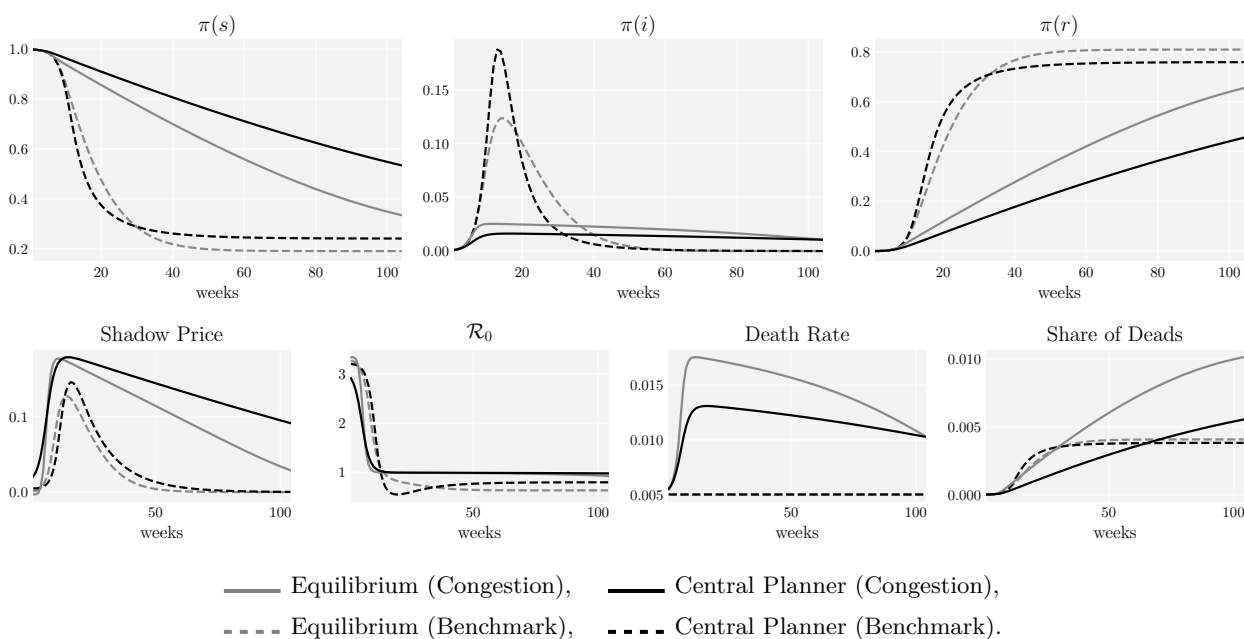 π(s) π(i) π(r)
1.0 0.8 0.6 0.4 0.2
20 40 60 80 100
weeks
0.15 0.10 0.05 0.00
20 40 60 80 100
weeks
0.8 0.6 0.4 0.2 0.0
20 40 60 80 100
weeks
Shadow Price R₀ Death Rate Share of Deads
0.1 0.0
50 100
weeks
3 2 1
50 100
weeks
0.015 0.010 0.005
50 100
weeks
0.010 0.005 0.000
50 100
weeks
Equilibrium (Congestion), Central Planner (Congestion),
Equilibrium (Benchmark), Central Planner (Benchmark).